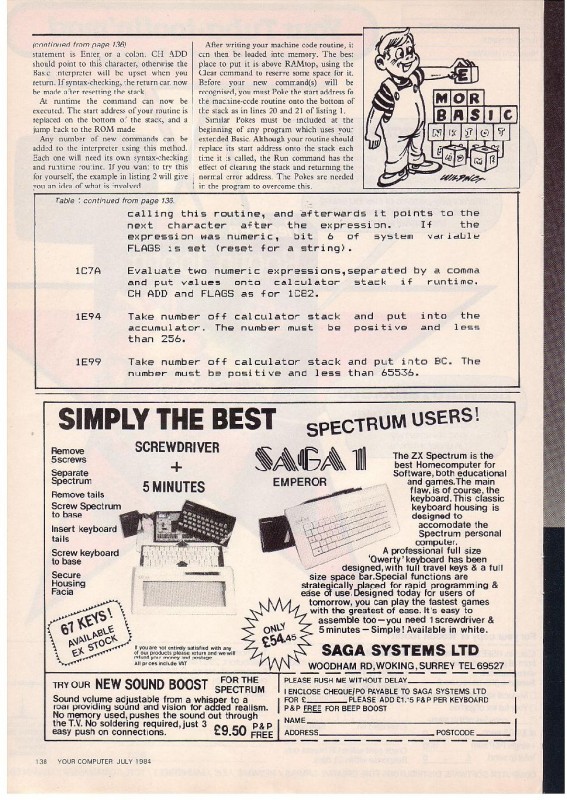 (continued from page 136)
statement is Enter or a colon. CH ADD
should point to this character, otherwise the
Basic interpreter will be upset when you
return. If syntax-checking, the return can now
be made after resetting the stack.
At runtime the command can now be
executed. The start address of your routine is
replaced on the bottom of the stack, and a
jump back to the ROM made
Any number of new commands can be
added to the interpreter using this method.
Each one will need its own syntax-checking
and runtime routine. If you want to try this
for yourself, the example in listing 2 will give
you an idea of what is involved
After writing your machine code routine, it
can then be loaded into memory. The best
place to put it is above RAMtop, using the
Clear command to reserve some space for it.
Before your new command(s) will be
recognised, you must Poke the start address fo
the machine-code routine onto the bottom of
the stack as in lines 20 and 21 of listing 1.
Similar Pokes must be included at the
beginning of any program which uses your
extended Basic. Although your routine should
replace its start address onto the stack each
time it is called, the Run command has the
effect of clearing the stack and returning the
normal error address. The Pokes are needed
in the program to overcome this.
E
MOR
BASIC
Table 1 continued from page 136.
calling this routine, and afterwards it points to the
next character after the expression. If the
expression was numeric, bit 6 of system variable
FLAGS is set (reset for a string).
1C7A Evaluate two numeric expressions,separated by a comma
and put values onto calculator stack if runtime.
CH ADD and FLAGS as for 1C82.
1E94 Take number off calculator stack and put into the
accumulator. The number must be positive and less
than 256.
1E99 Take number off calculator stack and put into BC. The
number must be positive and less than 65536.
SIMPLY THE BEST
SPECTRUM USERS!
Remove
5screws
Separate
Spectrum
Remove tails
Screw Spectrum
to base
Insert keyboard
tails
Screw keyboard
to base
Secure
Housing
Facia
SCREWDRIVER
+
5 MINUTES
SAGA 1
EMPEROR
The ZX Spectrum is the
best Homecomputer for
Software, both educational
and games.The main
flaw, is of course, the
keyboard.This classic
keyboard housing is
designed to
accomodate the
Spectrum personal
computer.
A professional full size
'Qwerty' keyboard has been
designed,with full travel keys & a full
size space bar.Special functions are
strategically placed for rapid programming &
ease of use.Designed today for users of
tomorrow, you can play the fastest games
with the greatest of ease. It's easy to
assemble too—you need 1 screwdriver &
5 minutes — Simple! Available in white.
67 KEYS!
AVAILABLE
EX STOCK
If you are not entirely satisfied with any
of our products please return and we will
refund your money and postage
All prices include VAT
ONLY
£54.45
SAGA SYSTEMS LTD
WOODHAM RD,WOKING, SURREY TEL 69527
TRY OUR NEW SOUND BOOST FOR THE
SPECTRUM
Sound volume adjustable from a whisper to a
roar providing sound and vision for added realism.
No memory used,pushes the sound out through
the T.V. No soldering required, just 3
easy push on connections. £9.50 P&P
FREE
PLEASE RUSH ME WITHOUT DELAY
I ENCLOSE CHEQUE/PO PAYABLE TO SAGA SYSTEMS LTD
FOR £ PLEASE ADD £1.75 P&P PER KEYBOARD
P&P FREE FOR BEEP BOOST
NAME
ADDRESS POSTCODE
138 YOUR COMPUTER JULY 1984